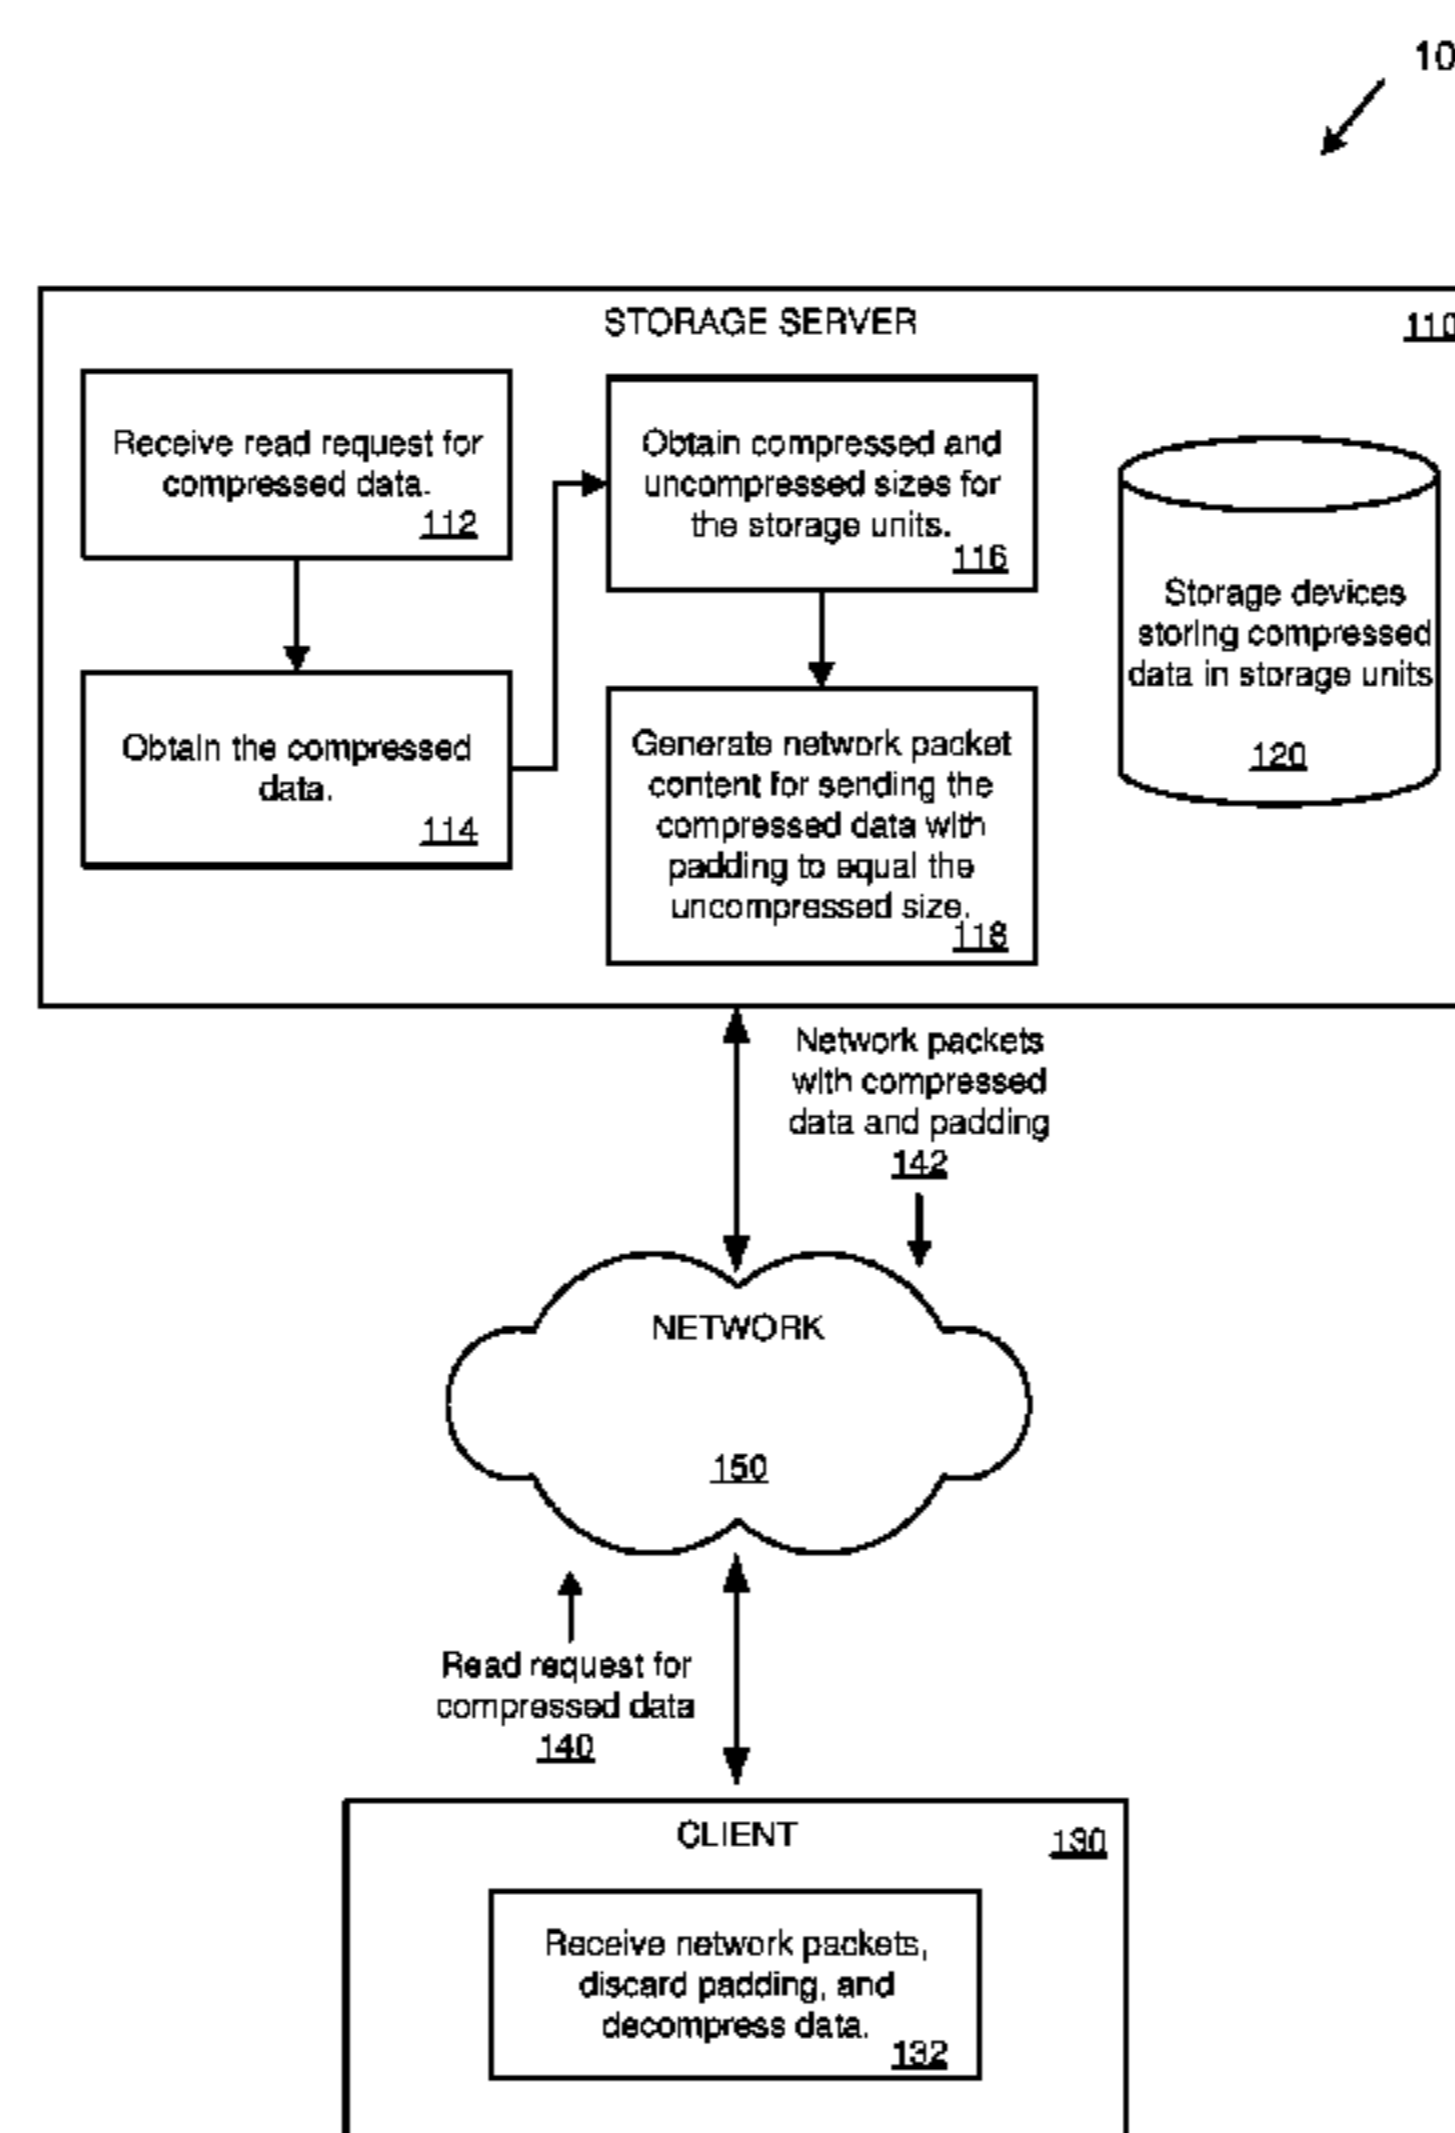 10
STORAGE SERVER
110
Receive read request for
compressed data.
112
Obtain the compressed
data.
114
Obtain compressed and
uncompressed sizes for
the storage units.
116
Generate network packet
content for sending the
compressed data with
padding to equal the
uncompressed size.
118
Storage devices
storing compressed
data in storage units
120
Network packets
with compressed
data and padding
142
NETWORK
150
Read request for
compressed data
140
CLIENT
130
Receive network packets,
discard padding, and
decompress data.
132